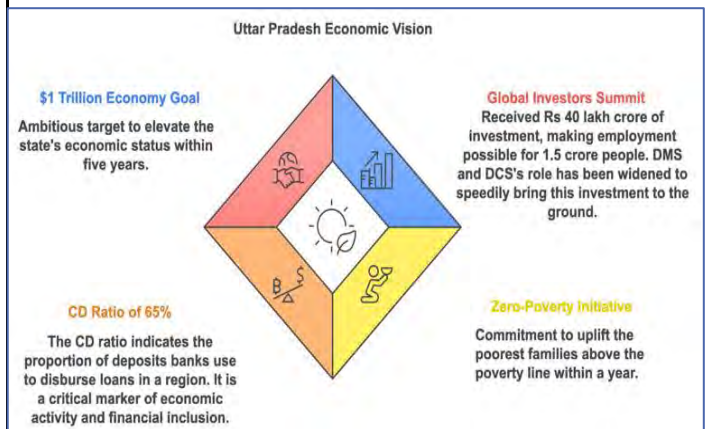 Uttar Pradesh Economic Vision
$1 Trillion Economy Goal
Ambitious target to elevate the
state's economic status within
five years.
Global Investors Summit
Received Rs 40 lakh crore of
investment, making employment
possible for 1.5 crore people. DMS
and DCS's role has been widened to
speedily bring this investment to the
ground.
CD Ratio of 65%
The CD ratio indicates the
proportion of deposits banks use
to disburse loans in a region. It is
a critical marker of economic
activity and financial inclusion.
Zero-Poverty Initiative
Commitment to uplift the
poorest families above the
poverty line within a year.